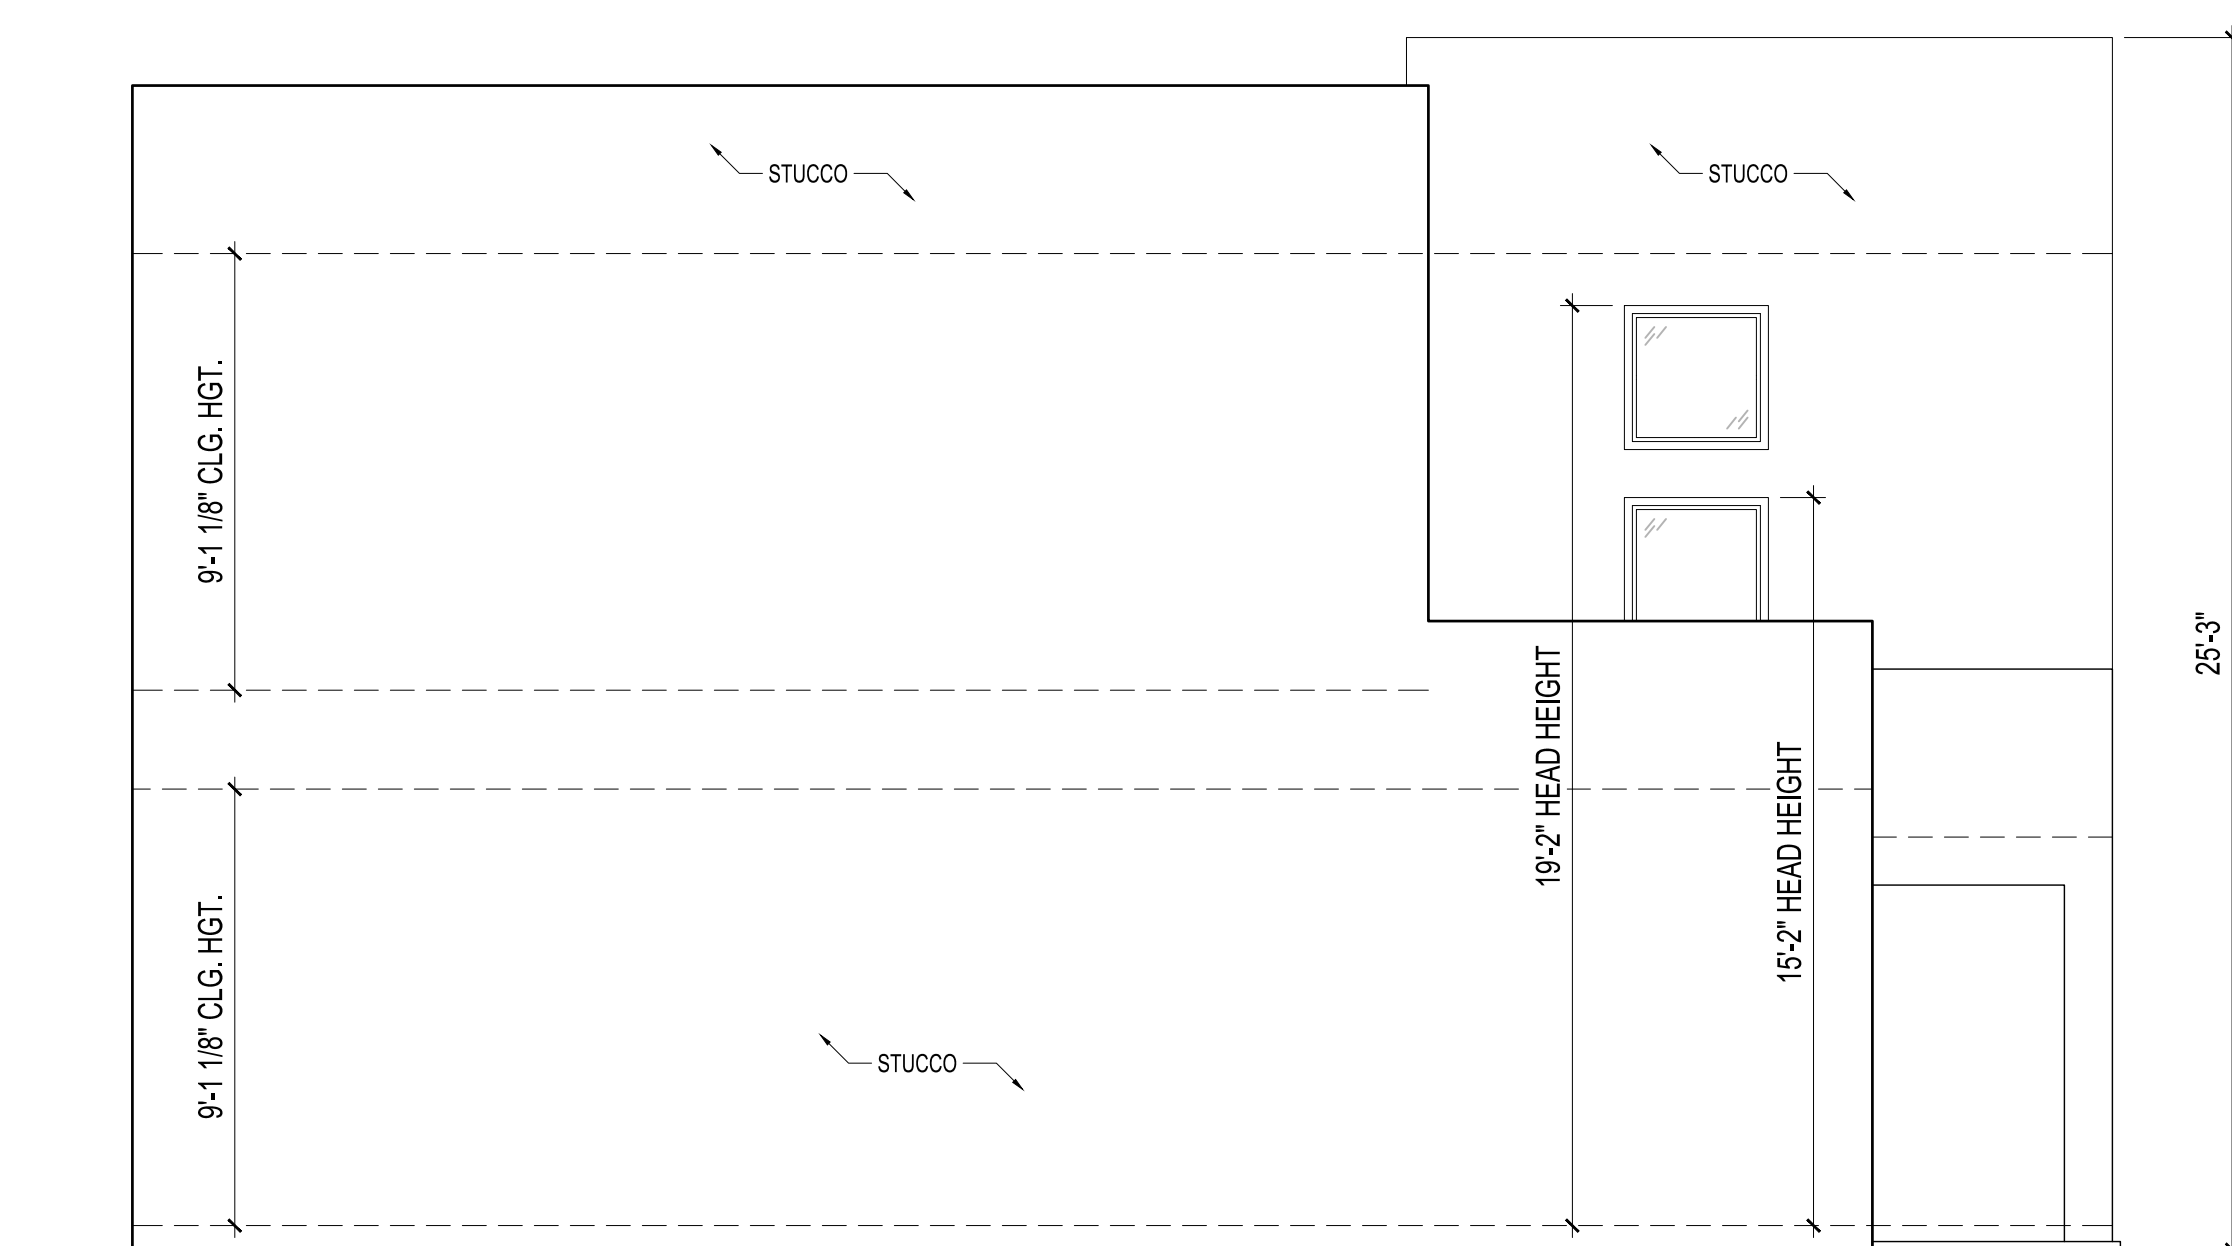 STUCCO
STUCCO
9'-1 1/8" CLG. HGT.
25'-3"
19'-2" HEAD HEIGHT
15'-2" HEAD HEIGHT
9'-1 1/8" CLG. HGT.
STUCCO